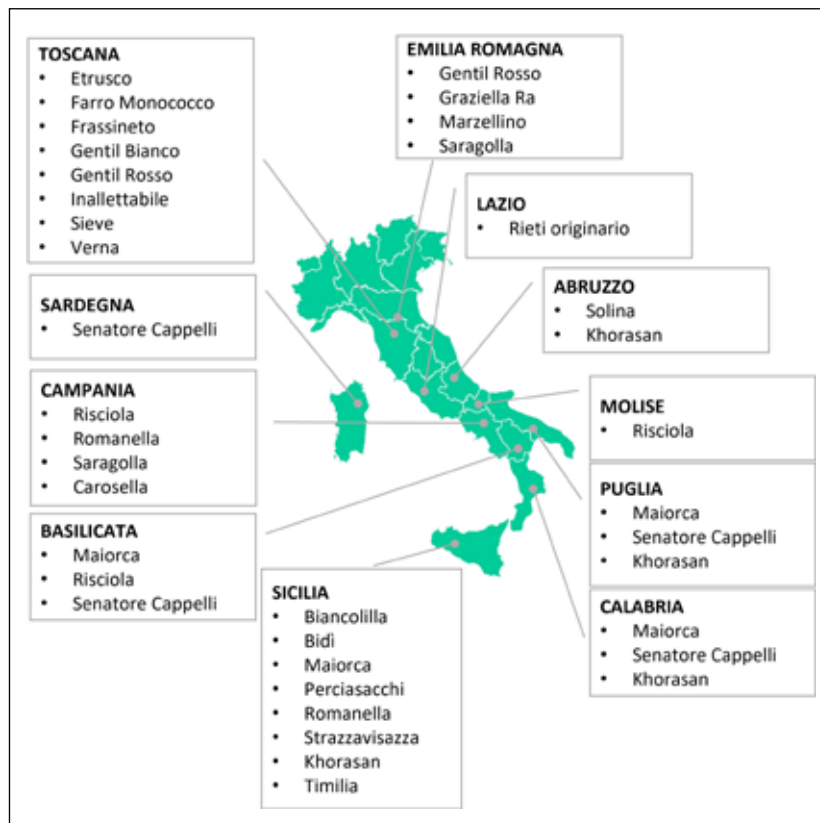 TOSCANA
• Etrusco
• Farro Monococco
• Frassineto
• Gentil Bianco
• Gentil Rosso
• Inallettabile
• Sieve
• Verna
EMILIA ROMAGNA
• Gentil Rosso
• Graziella Ra
• Marzellino
• Saragolla
LAZIO
• Rieti originario
SARDEGNA
• Senatore Cappelli
ABRUZZO
• Solina
• Khorasan
CAMPANIA
• Risciola
• Romanella
• Saragolla
• Carosella
MOLISE
• Risciola
PUGLIA
• Maiorca
• Senatore Cappelli
• Khorasan
BASILICATA
• Maiorca
• Risciola
• Senatore Cappelli
SICILIA
• Biancolilla
• Bidì
• Maiorca
• Perciasacchi
• Romanella
• Strazzavisazza
• Khorasan
• Timilia
CALABRIA
• Maiorca
• Senatore Cappelli
• Khorasan